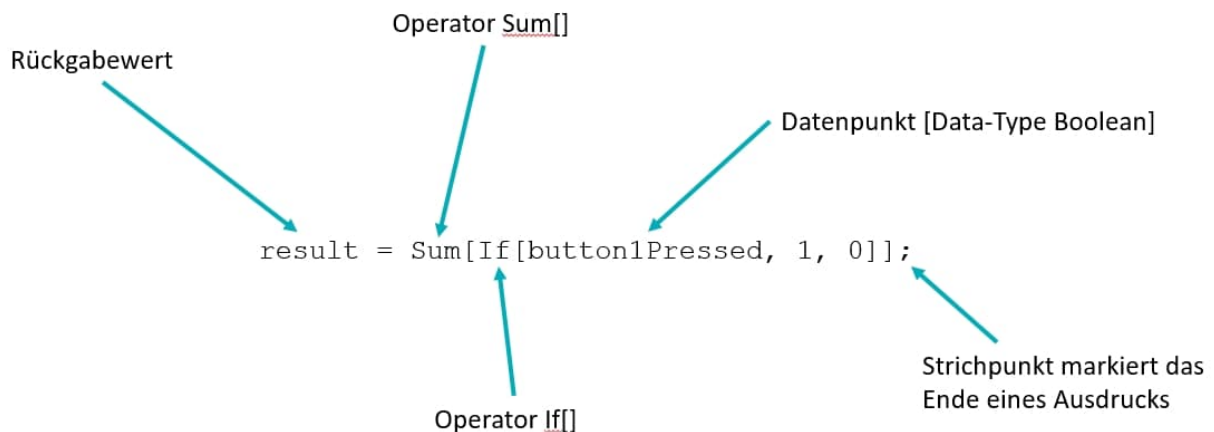 Operator Sum[]
Rückgabewert
Datenpunkt [Data-Type Boolean]
result = Sum[If[button1Pressed, 1, 0]];
Strichpunkt markiert das
Ende eines Ausdrucks
Operator If[]